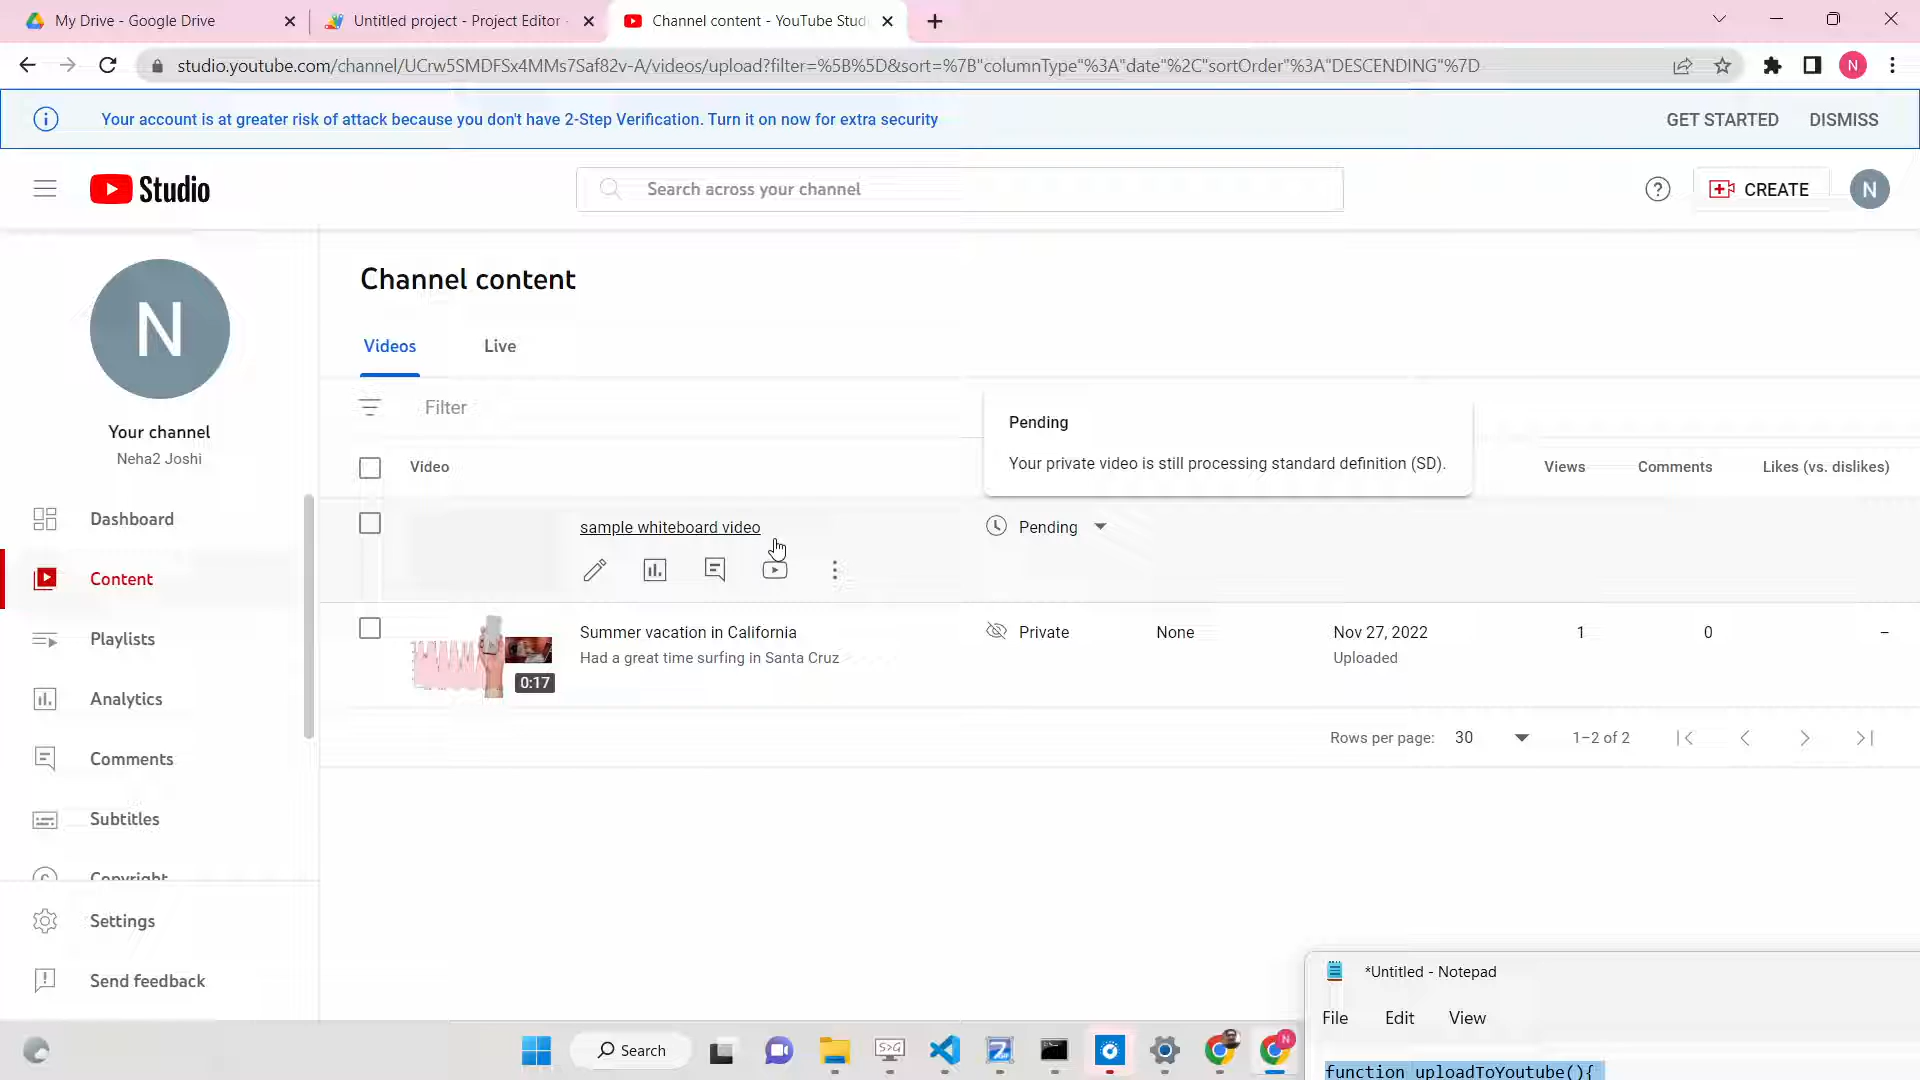 My Drive - Google Drive
Untitled project - Project Editor -
Channel content - YouTube Stud
studio.youtube.com/channel/UCrw5SMDFSx4MMs7Saf82v-A/videos/upload?filter=%5B%5D&sort=%7B"columnType"%3A"date"%2C"sortOrder"%3A"DESCENDING"%7D
N
Your account is at greater risk of attack because you don't have 2-Step Verification. Turn it on now for extra security
GET STARTED
DISMISS
Studio
Search across your channel
CREATE
N
N
Your channel
Neha2 Joshi
Dashboard
Content
Playlists
Analytics
Comments
Subtitles
Copyright
Settings
Send feedback
Channel content
Videos
Live
Filter
Pending
Your private video is still processing standard definition (SD).
Video
Views
Comments
Likes (vs. dislikes)
sample whiteboard video
Pending
0:17
Summer vacation in California
Had a great time surfing in Santa Cruz
Private
None
Nov 27, 2022
Uploaded
1
0
–
Rows per page:
30
1–2 of 2
*Untitled - Notepad
File
Edit
View
function uploadToYoutube(){
Search
S>G
N